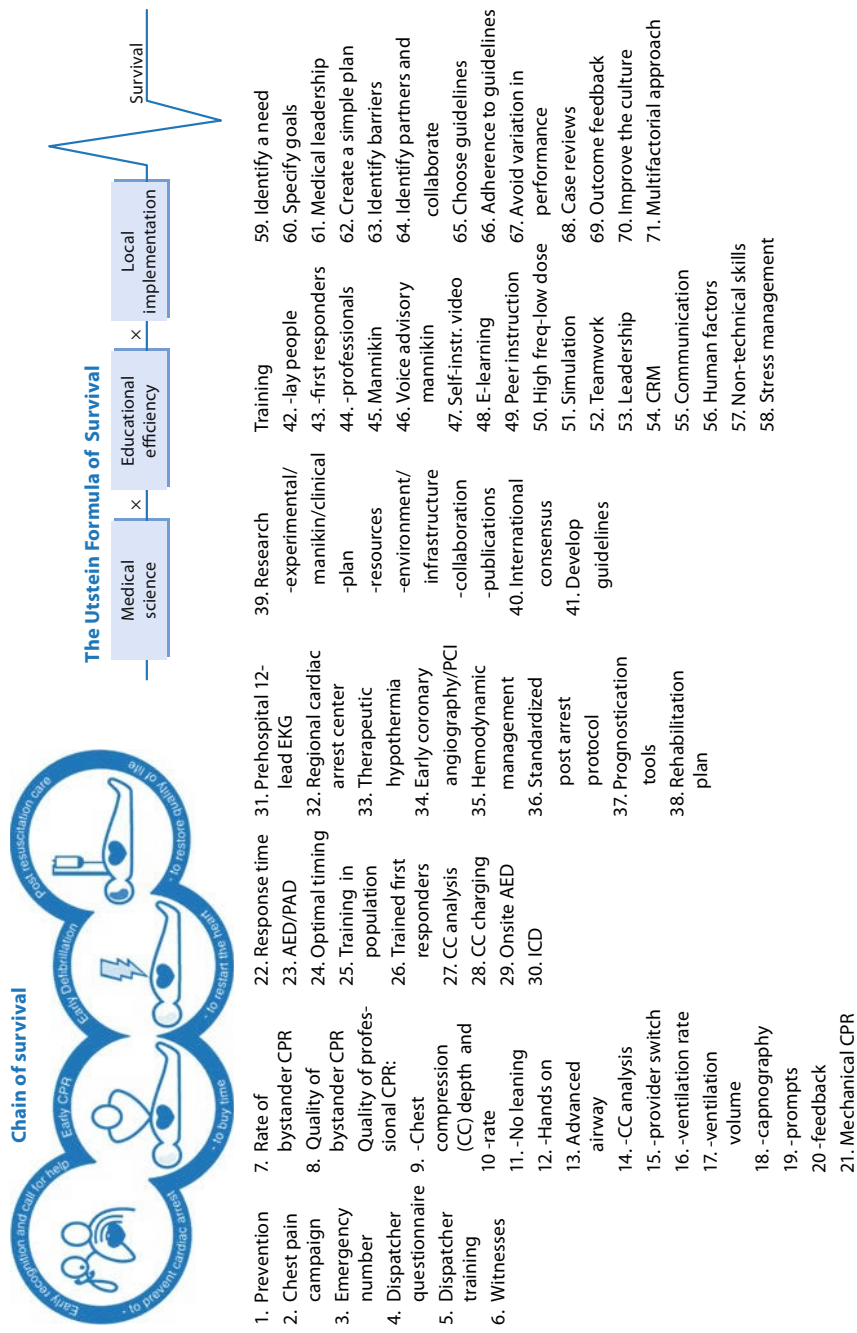 Chain of survival
Early recognition and call for help
- to prevent cardiac arrest
Early CPR
- to buy time
Early Defibrillation
- to restart the heart
Post resuscitation care
- to restore quality of life
The Utstein Formula of Survival
Medical
science
×
Educational
efficiency
×
Local
implementation
Survival
1. Prevention
2. Chest pain
campaign
3. Emergency
number
4. Dispatcher
questionnaire
5. Dispatcher
training
6. Witnesses
7. Rate of
bystander CPR
8. Quality of
bystander CPR
Quality of profes-
sional CPR:
9. -Chest
compression
(CC) depth and
10 -rate
11. -No leaning
12. -Hands on
13. Advanced
airway
14. -CC analysis
15. -provider switch
16. -ventilation rate
17. -ventilation
volume
18. -capnography
19. -prompts
20 -feedback
21. Mechanical CPR
22. Response time
23. AED/PAD
24. Optimal timing
25. Training in
population
26. Trained first
responders
27. CC analysis
28. CC charging
29. Onsite AED
30. ICD
31. Prehospital 12-
lead EKG
32. Regional cardiac
arrest center
33. Therapeutic
hypothermia
34. Early coronary
angiography/PCI
35. Hemodynamic
management
36. Standardized
post arrest
protocol
37. Prognostication
tools
38. Rehabilitation
plan
39. Research
-experimental/
manikin/clinical
-plan
-resources
-environment/
infrastructure
-collaboration
-publications
40. International
consensus
41. Develop
guidelines
Training
42. -lay people
43. -first responders
44. -professionals
45. Mannikin
46. Voice advisory
mannikin
47. Self-instr. video
48. E-learning
49. Peer instruction
50. High freq-low dose
51. Simulation
52. Teamwork
53. Leadership
54. CRM
55. Communication
56. Human factors
57. Non-technical skills
58. Stress management
59. Identify a need
60. Specify goals
61. Medical leadership
62. Create a simple plan
63. Identify barriers
64. Identify partners and
collaborate
65. Choose guidelines
66. Adherence to guidelines
67. Avoid variation in
performance
68. Case reviews
69. Outcome feedback
70. Improve the culture
71. Multifactorial approach